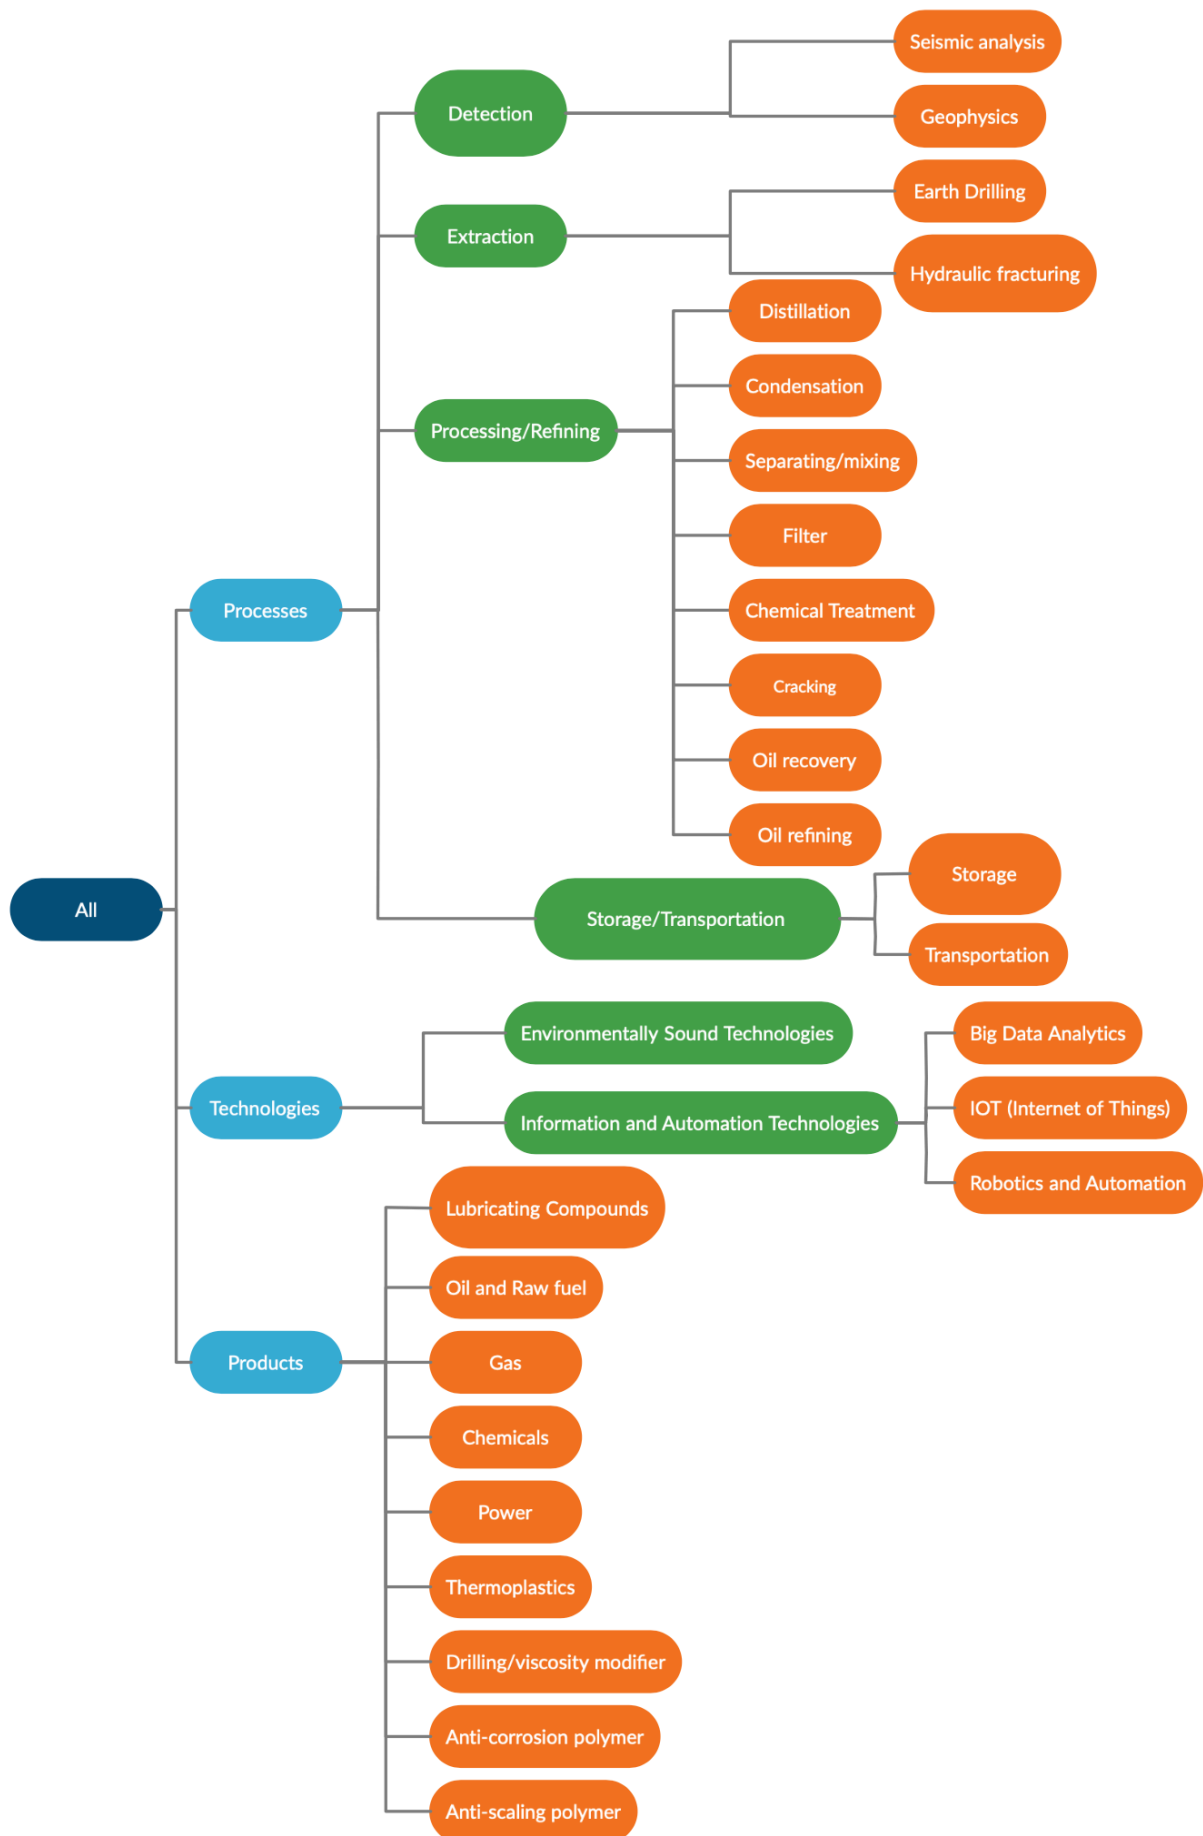 Seismic analysis
Detection
Geophysics
Earth Drilling
Extraction
Hydraulic fracturing
Distillation
Condensation
Processing/Refining
Separating/mixing
Filter
Processes
Chemical Treatment
Cracking
Oil recovery
Oil refining
Storage
All
Storage/Transportation
Transportation
Environmentally Sound Technologies
Big Data Analytics
Technologies
IOT (Internet of Things)
Information and Automation Technologies
Robotics and Automation
Lubricating Compounds
Oil and Raw fuel
Products
Gas
Chemicals
Power
Thermoplastics
Drilling/viscosity modifier
Anti-corrosion polymer
Anti-scaling polymer